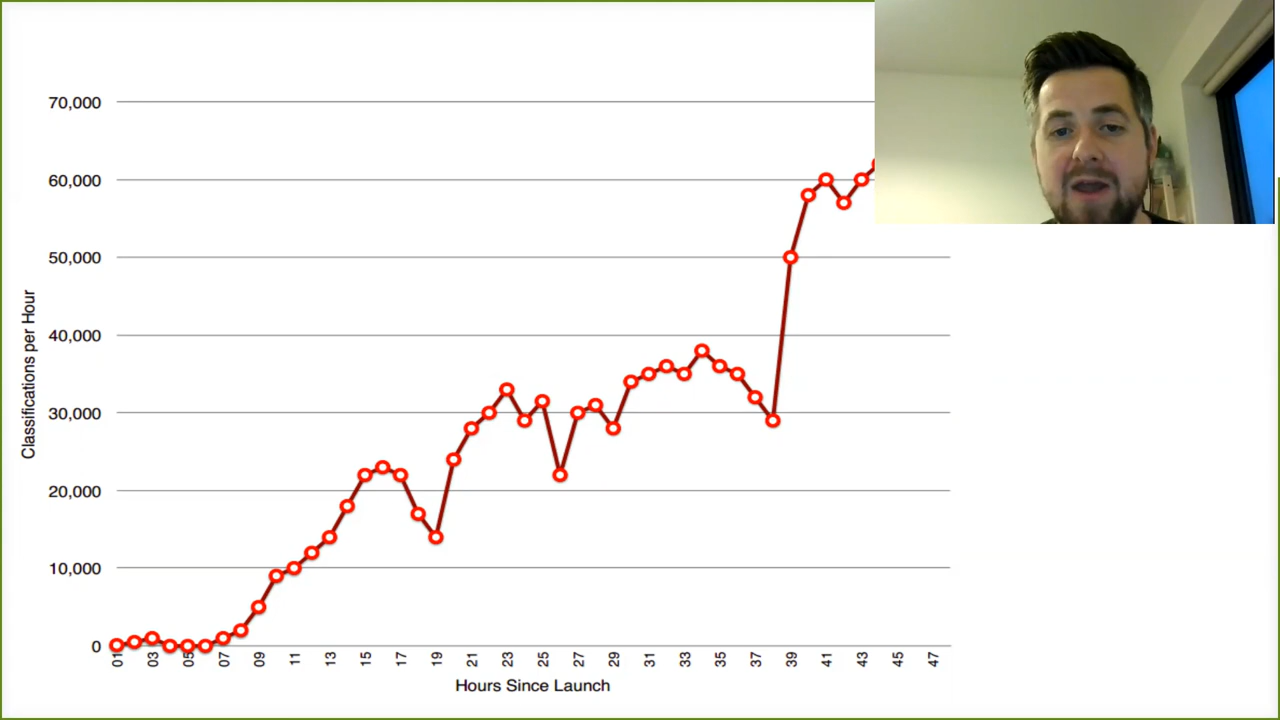 70,000
60,000
50,000
40,000
30,000
20,000
10,000
0
Classifications per Hour
01 03 05 07 09 11 13 15 17 19 21 23 25 27 29 31 33 35 37 39 41 43 45 47
Hours Since Launch